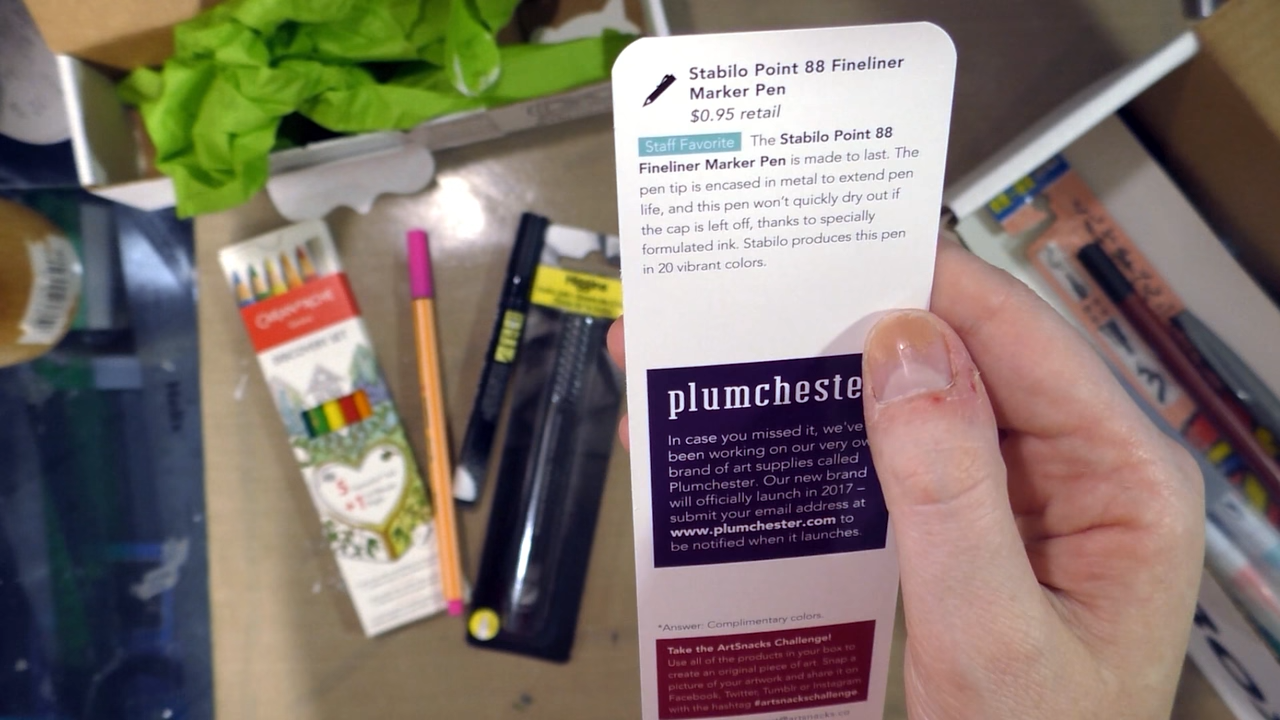 Stabilo Point 88 Fineliner
Marker Pen
$0.95 retail
Staff Favorite The Stabilo Point 88
Fineliner Marker Pen is made to last. The
pen tip is encased in metal to extend pen
life, and this pen won't quickly dry out if
the cap is left off, thanks to specially
formulated ink. Stabilo produces this pen
in 20 vibrant colors.
plumcheste
In case you missed it, we've
been working on our very ow
brand of art supplies called
Plumchester. Our new brand
will officially launch in 2017 –
submit your email address at
www.plumchester.com to
be notified when it launches.
*Answer: Complimentary colors.
Take the ArtSnacks Challenge!
Use all of the products in your box to
create an original piece of art. Snap a
picture of your artwork and share it on
Facebook, Twitter, Tumblr or Instagram
with the hashtag #artsnackschallenge
CARAN D'ACHE
DISCOVERY SET